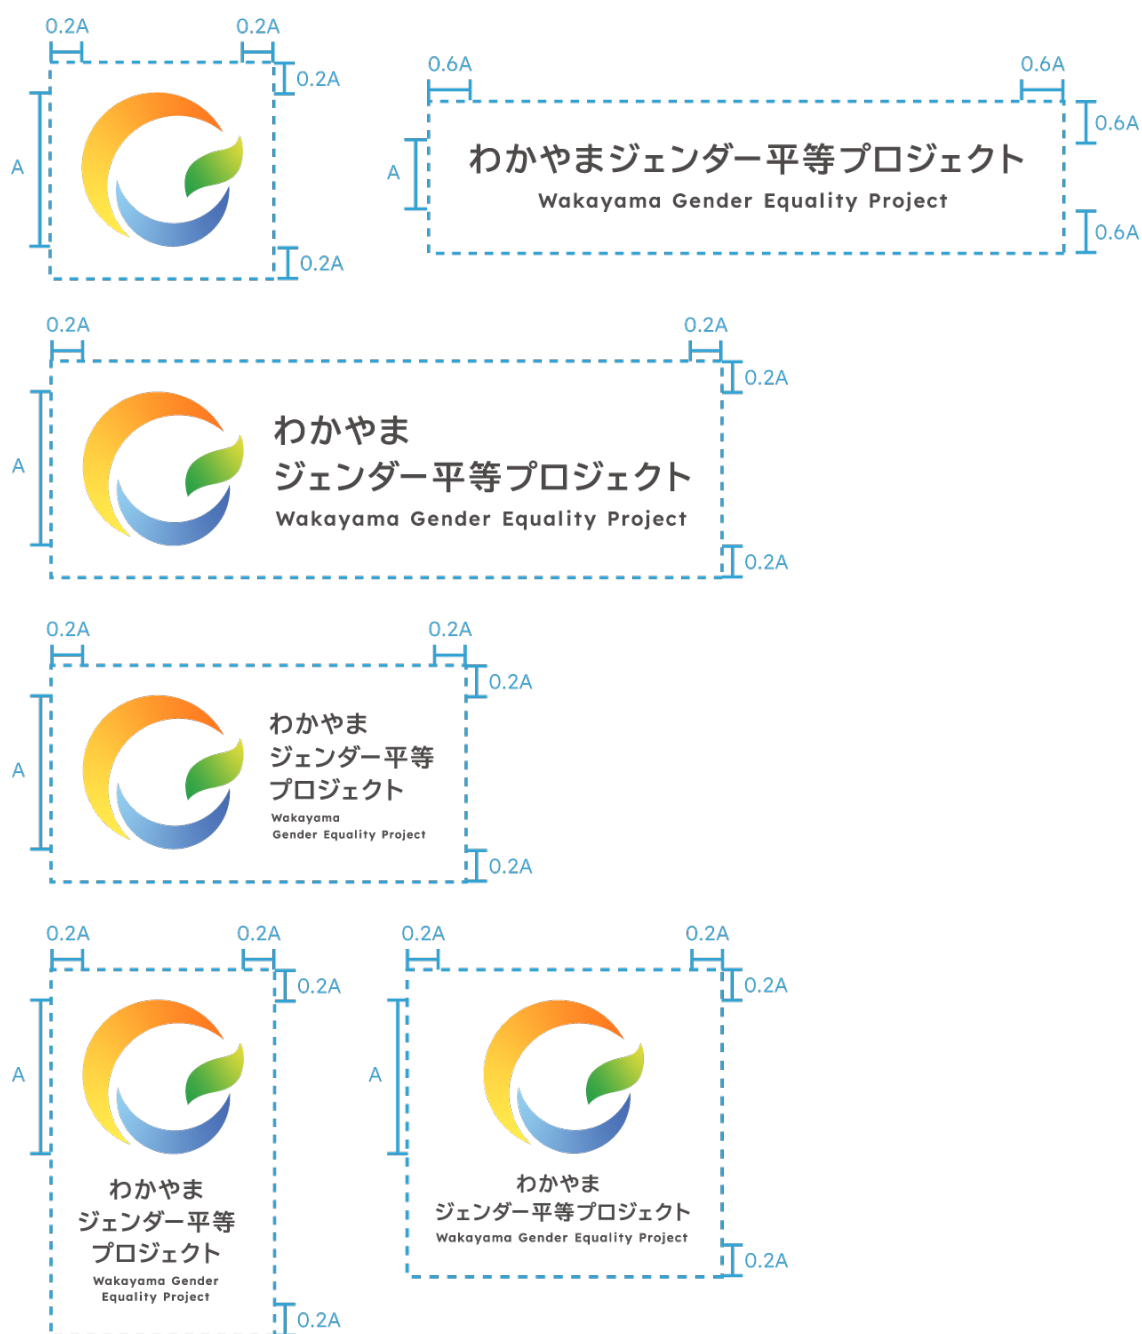 0.2A 0.2A
0.2A
A
0.2A
0.6A 0.6A
0.6A
A
わかやまジェンダー平等プロジェクト
Wakayama Gender Equality Project
0.6A
0.2A 0.2A
0.2A
A
わかやま
ジェンダー平等プロジェクト
Wakayama Gender Equality Project
0.2A
0.2A 0.2A
0.2A
A
わかやま
ジェンダー平等
プロジェクト
Wakayama
Gender Equality Project
0.2A
0.2A 0.2A
0.2A
A
わかやま
ジェンダー平等
プロジェクト
Wakayama Gender
Equality Project
0.2A
0.2A 0.2A
0.2A
A
わかやま
ジェンダー平等プロジェクト
Wakayama Gender Equality Project
0.2A